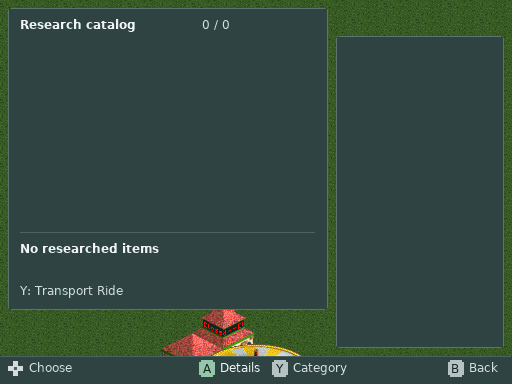 Research catalog 0 / 0
No researched items
Y: Transport Ride
Choose A Details Y Category B Back